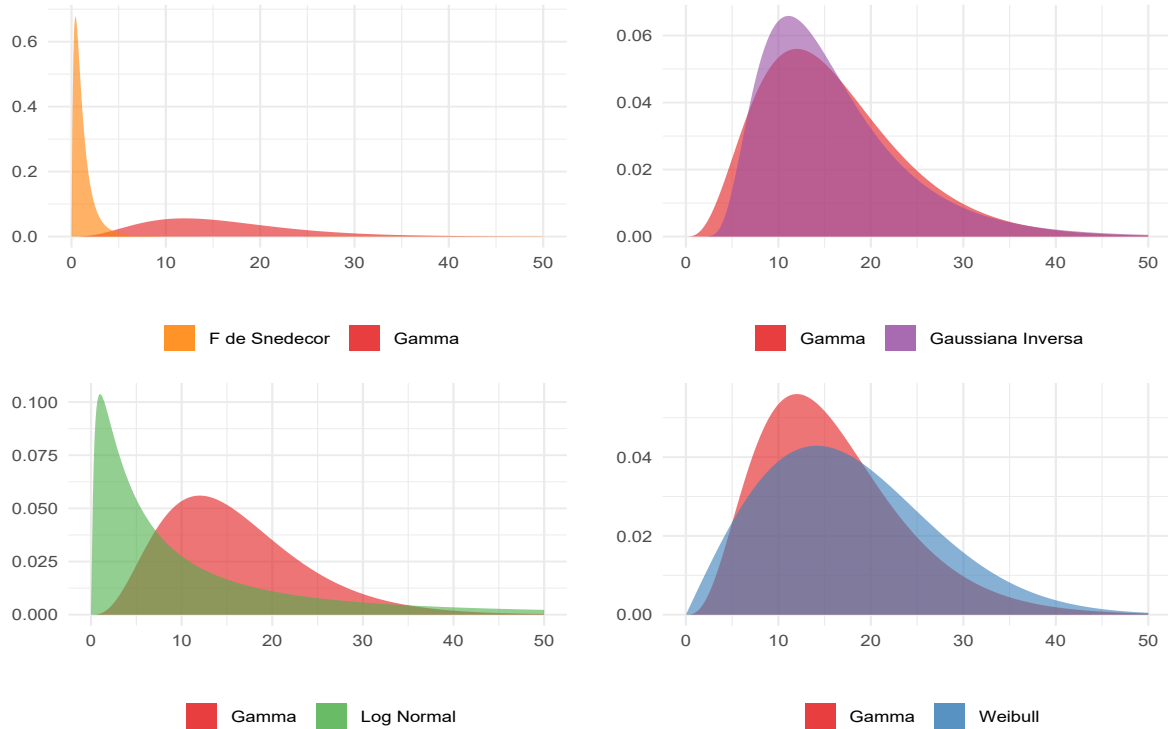 0.6
0.4
0.2
0.0
0 10 20 30 40 50
F de Snedecor Gamma
0.06
0.04
0.02
0.00
0 10 20 30 40 50
Gamma Gaussiana Inversa
0.100
0.075
0.050
0.025
0.000
0 10 20 30 40 50
Gamma Log Normal
0.04
0.02
0.00
0 10 20 30 40 50
Gamma Weibull